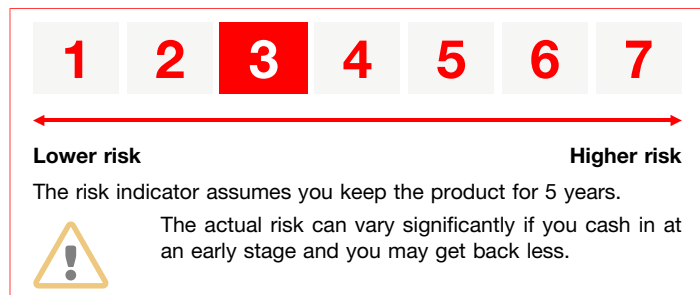 1 2 3 4 5 6 7
Lower risk Higher risk
The risk indicator assumes you keep the product for 5 years.
The actual risk can vary significantly if you cash in at
an early stage and you may get back less.